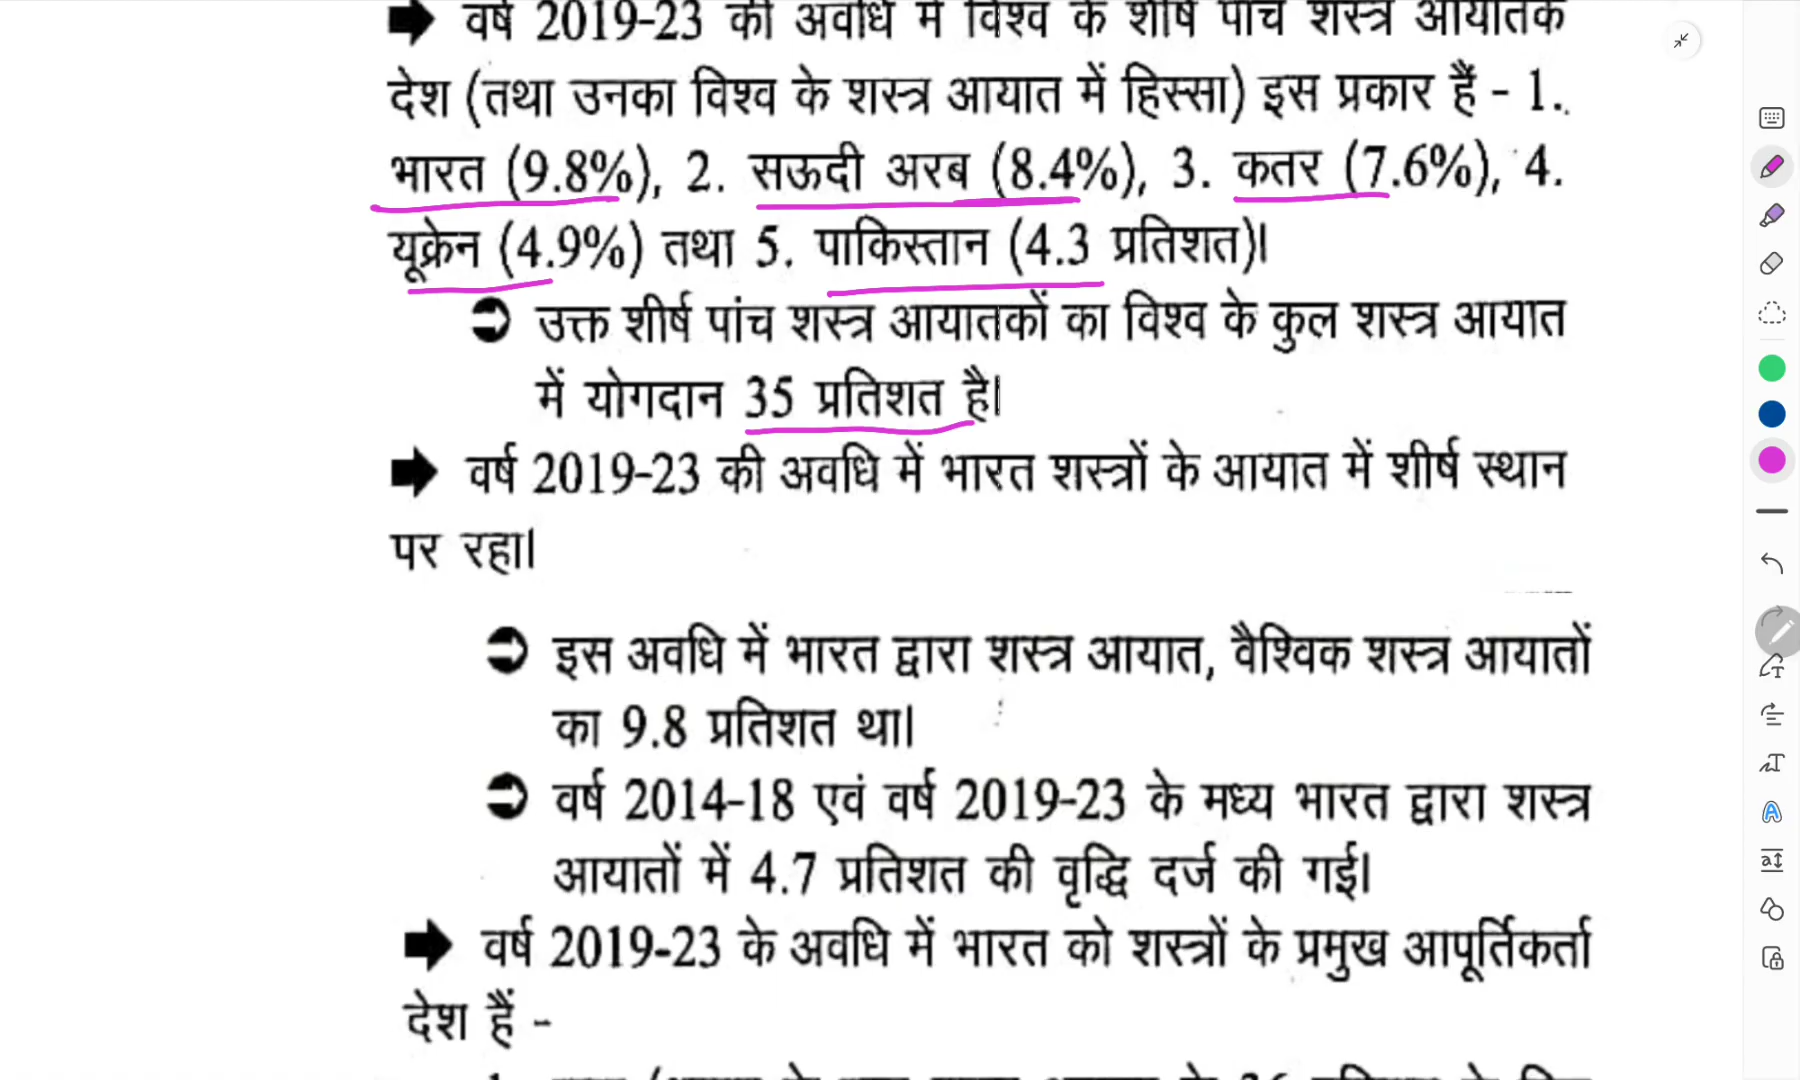 ➡ वर्ष 2019-23 की अवधि में विश्व के शीर्ष पांच शस्त्र आयातक
देश (तथा उनका विश्व के शस्त्र आयात में हिस्सा) इस प्रकार हैं - 1.
भारत (9.8%), 2. सऊदी अरब (8.4%), 3. कतर (7.6%), 4.
यूक्रेन (4.9%) तथा 5. पाकिस्तान (4.3 प्रतिशत)।
➲ उक्त शीर्ष पांच शस्त्र आयातकों का विश्व के कुल शस्त्र आयात
में योगदान 35 प्रतिशत है।
➡ वर्ष 2019-23 की अवधि में भारत शस्त्रों के आयात में शीर्ष स्थान
पर रहा।
➲ इस अवधि में भारत द्वारा शस्त्र आयात, वैश्विक शस्त्र आयातों
का 9.8 प्रतिशत था।
➲ वर्ष 2014-18 एवं वर्ष 2019-23 के मध्य भारत द्वारा शस्त्र
आयातों में 4.7 प्रतिशत की वृद्धि दर्ज की गई।
➡ वर्ष 2019-23 के अवधि में भारत को शस्त्रों के प्रमुख आपूर्तिकर्ता
देश हैं -